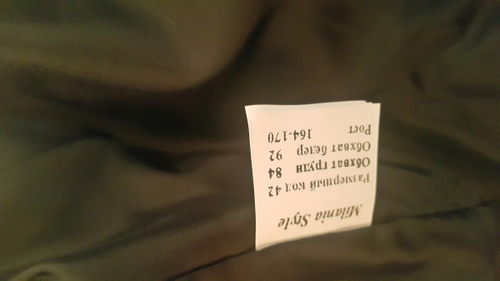 Milania Style
Размерный код 42
Обхват груди 84
Обхват бедер 92
Рост 164-170